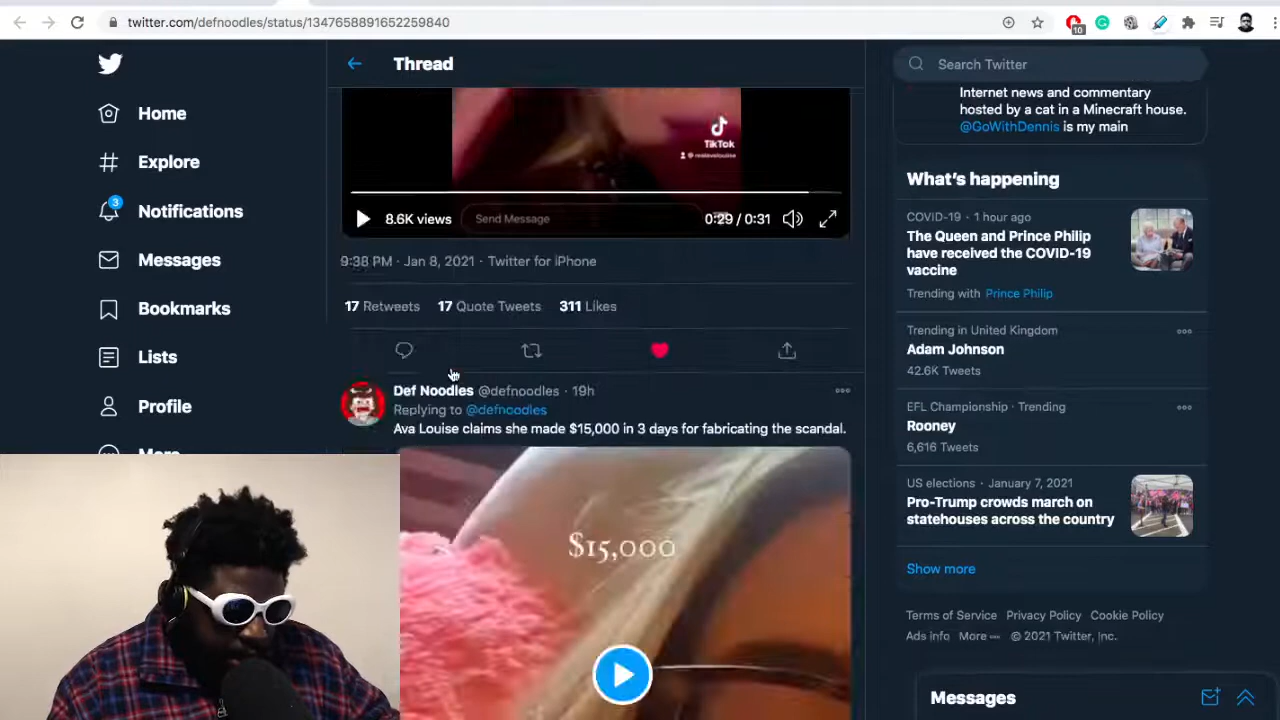 twitter.com/defnoodles/status/1347658891652259840
10
Home
Explore
3
Notifications
Messages
Bookmarks
Lists
Profile
More
Thread
TikTok
8.6K views
Send Message
0:29 / 0:31
9:38 PM · Jan 8, 2021 · Twitter for iPhone
17 Retweets 17 Quote Tweets 311 Likes
Def Noodles @defnoodles · 19h
Replying to @defnoodles
Ava Louise claims she made $15,000 in 3 days for fabricating the scandal.
$15,000
Search Twitter
Internet news and commentary
hosted by a cat in a Minecraft house.
@GoWithDennis is my main
What's happening
COVID-19 · 1 hour ago
The Queen and Prince Philip
have received the COVID-19
vaccine
Trending with Prince Philip
Trending in United Kingdom
Adam Johnson
42.6K Tweets
EFL Championship · Trending
Rooney
6,616 Tweets
US elections · January 7, 2021
Pro-Trump crowds march on
statehouses across the country
Show more
Terms of Service Privacy Policy Cookie Policy
Ads info More ··· © 2021 Twitter, Inc.
Messages